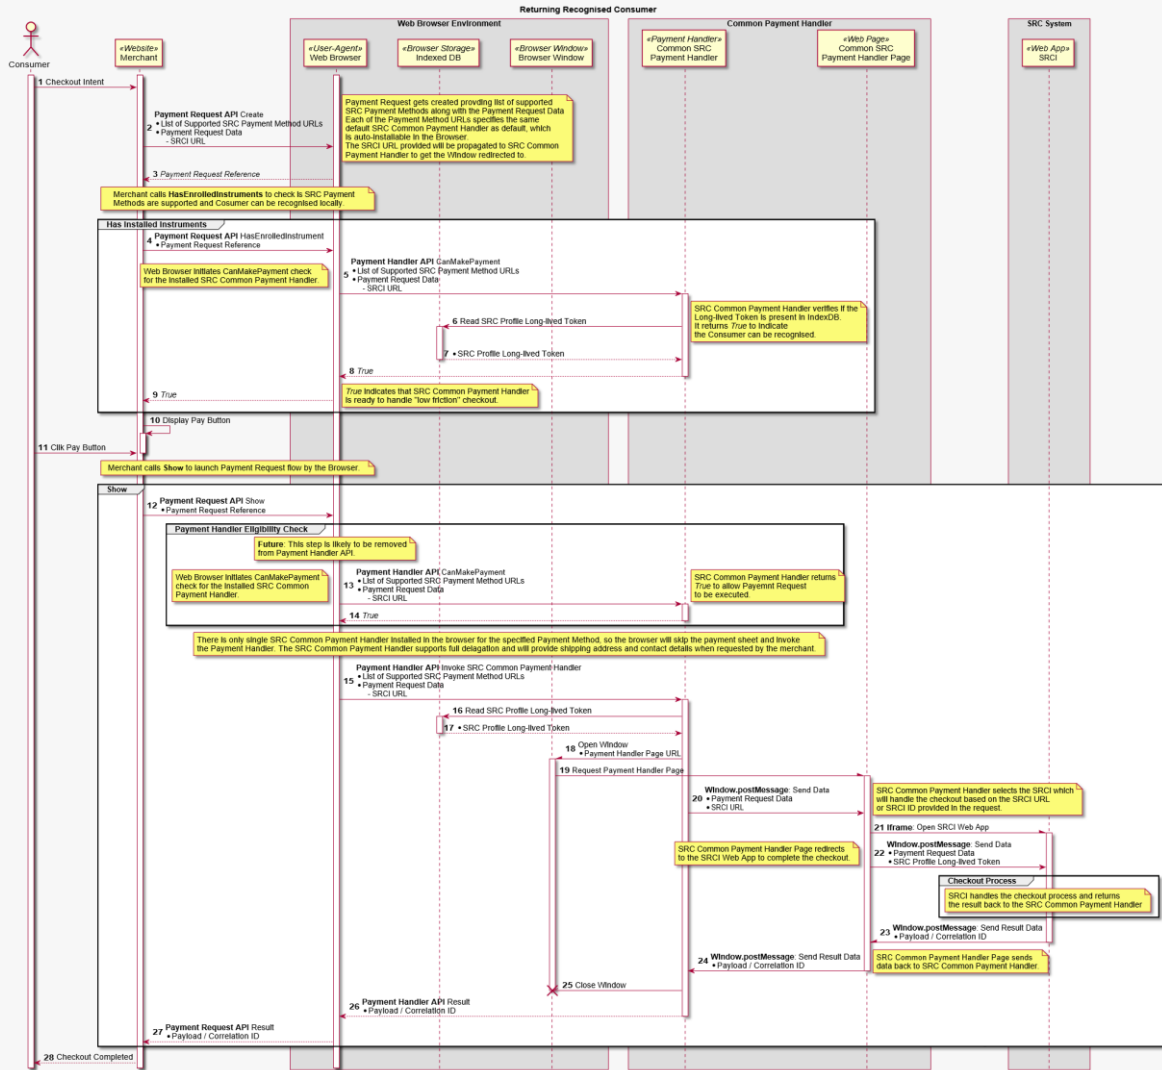 Returning Recognised Consumer
Web Browser Environment
Common Payment Handler
SRC System
Consumer
«Website»
Merchant
«User-Agent»
Web Browser
«Browser Storage»
Indexed DB
«Browser Window»
Browser Window
«Payment Handler»
Common SRC
Payment Handler
«Web Page»
Common SRC
Payment Handler Page
«Web App»
SRCI
1 Checkout Intent
Payment Request gets created provding list of supported
SRC Payment Methods along with the Payment Request Data
Each of the Payment Method URLs specifies the same
default SRC Common Payment Handler as default, which
is auto-installable in the Browser.
The SRCI URL provided will be propagated to SRC Common
Payment Handler to get the Window redirected to.
Payment Request API Create
2 • List of Supported SRC Payment Method URLs
• Payment Request Data
- SRCI URL
3 Payment Request Reference
Merchant calls HasEnrolledInstruments to check is SRC Payment
Methods are supported and Cosumer can be recognised locally.
Has Installed Instruments
4 Payment Request API HasEnrolledInstrument
• Payment Request Reference
Web Browser Initiates CanMakePayment check
for the Installed SRC Common Payment Handler.
Payment Handler API CanMakePayment
5 • List of Supported SRC Payment Method URLs
• Payment Request Data
- SRCI URL
SRC Common Payment Handler verifies if the
Long-lived Token is present in IndexDB.
It returns True to Indicate
the Consumer can be recognised.
6 Read SRC Profile Long-lived Token
7 • SRC Profile Long-lived Token
8 True
9 True
True Indicates that SRC Common Payment Handler
is ready to handle "low friction" checkout.
10 Display Pay Button
11 Clik Pay Button
Merchant calls Show to launch Payment Request flow by the Browser.
Show
12 Payment Request API Show
• Payment Request Reference
Payment Handler Eligibility Check
Future: This step is likely to be removed
from Payment Handler API.
Web Browser Initiates CanMakePayment
check for the Installed SRC Common
Payment Handler.
Payment Handler API CanMakePayment
13 • List of Supported SRC Payment Method URLs
• Payment Request Data
- SRCI URL
SRC Common Payment Handler returns
True to allow Payemnt Request
to be executed.
14 True
There is only single SRC Common Payment Handler Installed in the browser for the specified Payment Method, so the browser will skip the payment sheet and invoke
the Payment Handler. The SRC Common Payment Handler supports full delagation and will provide shipping address and contact details when requested by the merchant.
Payment Handler API Invoke SRC Common Payment Handler
15 • List of Supported SRC Payment Method URLs
• Payment Request Data
- SRCI URL
16 Read SRC Profile Long-lived Token
17 • SRC Profile Long-lived Token
18 Open Window
• Payment Handler Page URL
19 Request Payment Handler Page
Window.postMessage: Send Data
20 • Payment Request Data
• SRCI URL
SRC Common Payment Handler selects the SRCI which
will handle the checkout based on the SRCI URL
or SRCI ID provided in the request.
21 Iframe: Open SRCI Web App
SRC Common Payment Handler Page redirects
to the SRCI Web App to complete the checkout.
Window.postMessage: Send Data
22 • Payment Request Data
• SRC Profile Long-lived Token
Checkout Process
SRCI handles the checkout process and returns
the result back to the SRC Common Payment Handler
23 Window.postMessage: Send Result Data
• Payload / Correlation ID
24 Window.postMessage: Send Result Data
• Payload / Correlation ID
SRC Common Payment Handler Page sends
data back to SRC Common Payment Handler.
25 Close Window
26 Payment Handler API Result
• Payload / Correlation ID
27 Payment Request API Result
• Payload / Correlation ID
28 Checkout Completed